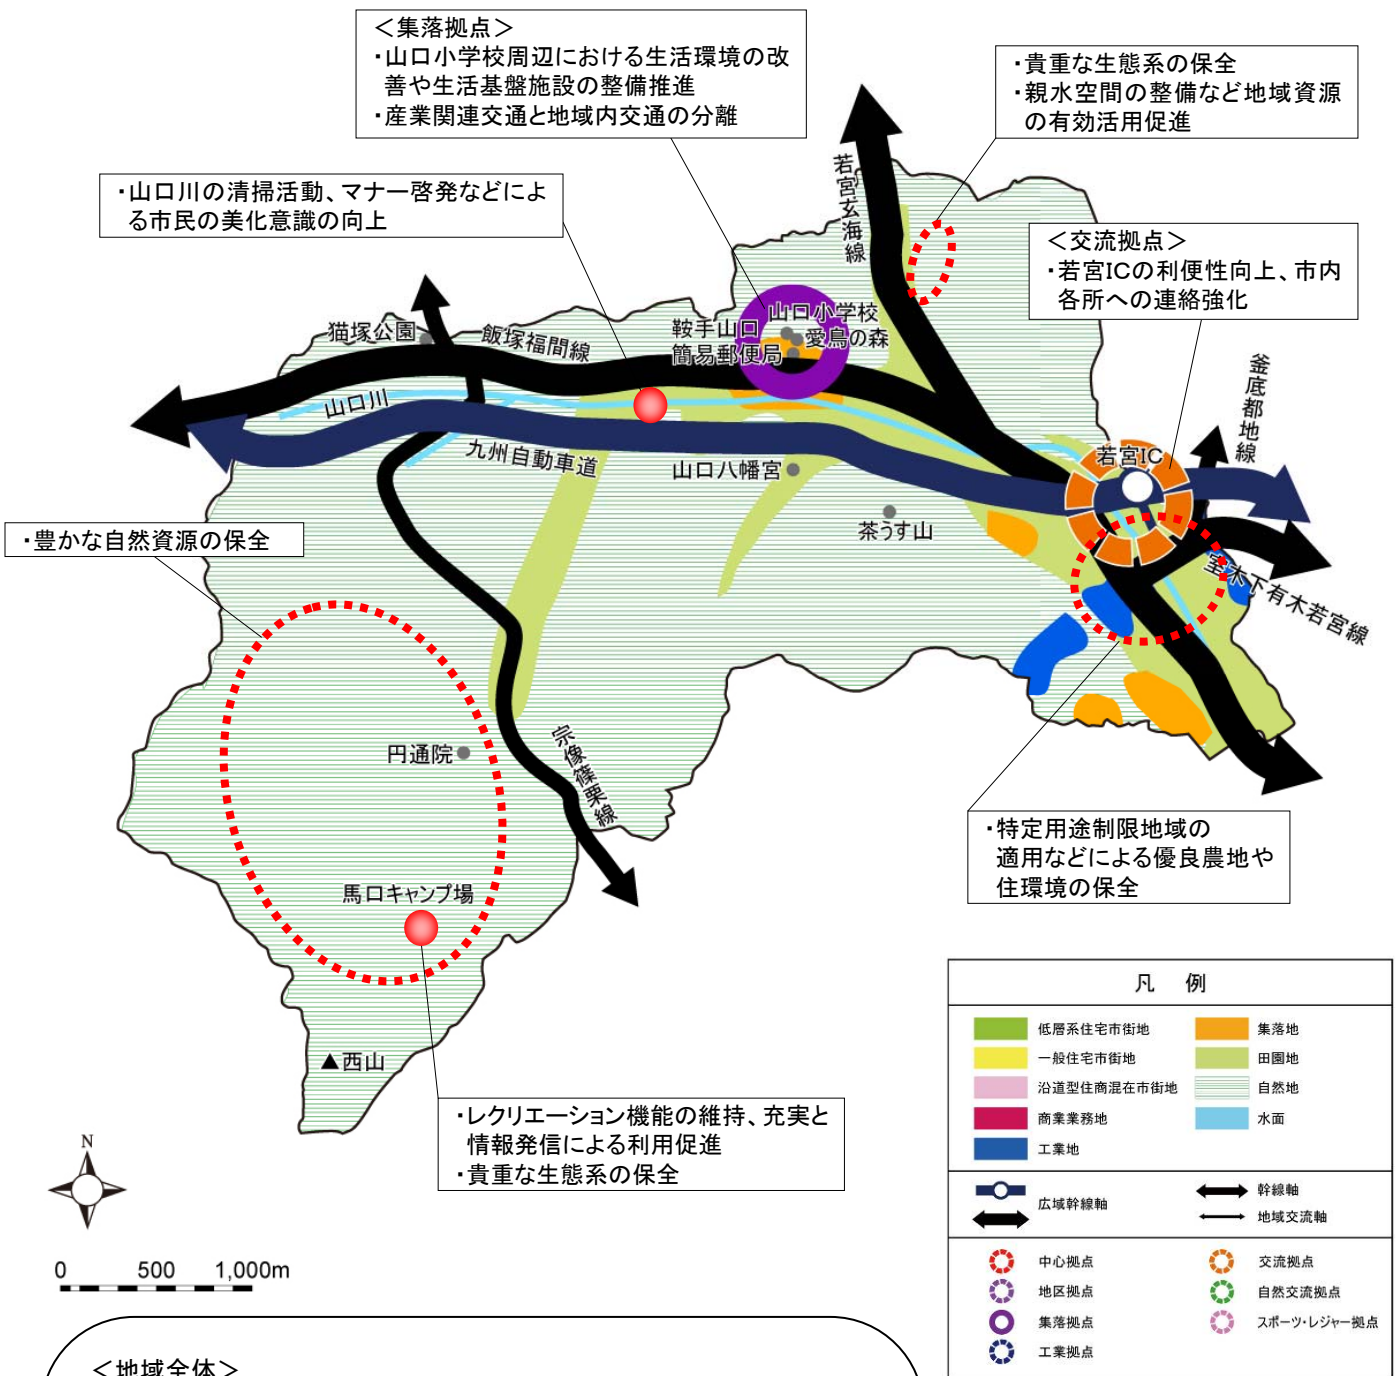 ＜集落拠点＞
・山口小学校周辺における生活環境の改
善や生活基盤施設の整備推進
・産業関連交通と地域内交通の分離
・貴重な生態系の保全
・親水空間の整備など地域資源
の有効活用促進
・山口川の清掃活動、マナー啓発などによ
る市民の美化意識の向上
＜交流拠点＞
・若宮ICの利便性向上、市内
各所への連絡強化
若宮玄海線
猫塚公園
飯塚福間線
鞍手山口
簡易郵便局
山口小学校
愛鳥の森
釜底都地線
山口川
九州自動車道
山口八幡宮
若宮IC
茶うす山
室木下有木若宮線
・豊かな自然資源の保全
円通院
宗像篠栗線
馬口キャンプ場
・特定用途制限地域の
適用などによる優良農地や
住環境の保全
▲西山
・レクリエーション機能の維持、充実と
情報発信による利用促進
・貴重な生態系の保全
N
0 500 1,000m
凡 例
低層系住宅市街地
一般住宅市街地
沿道型住商混在市街地
商業業務地
工業地
集落地
田園地
自然地
水面
広域幹線軸
幹線軸
地域交流軸
中心拠点
地区拠点
集落拠点
工業拠点
交流拠点
自然交流拠点
スポーツ・レジャー拠点
＜地域全体＞